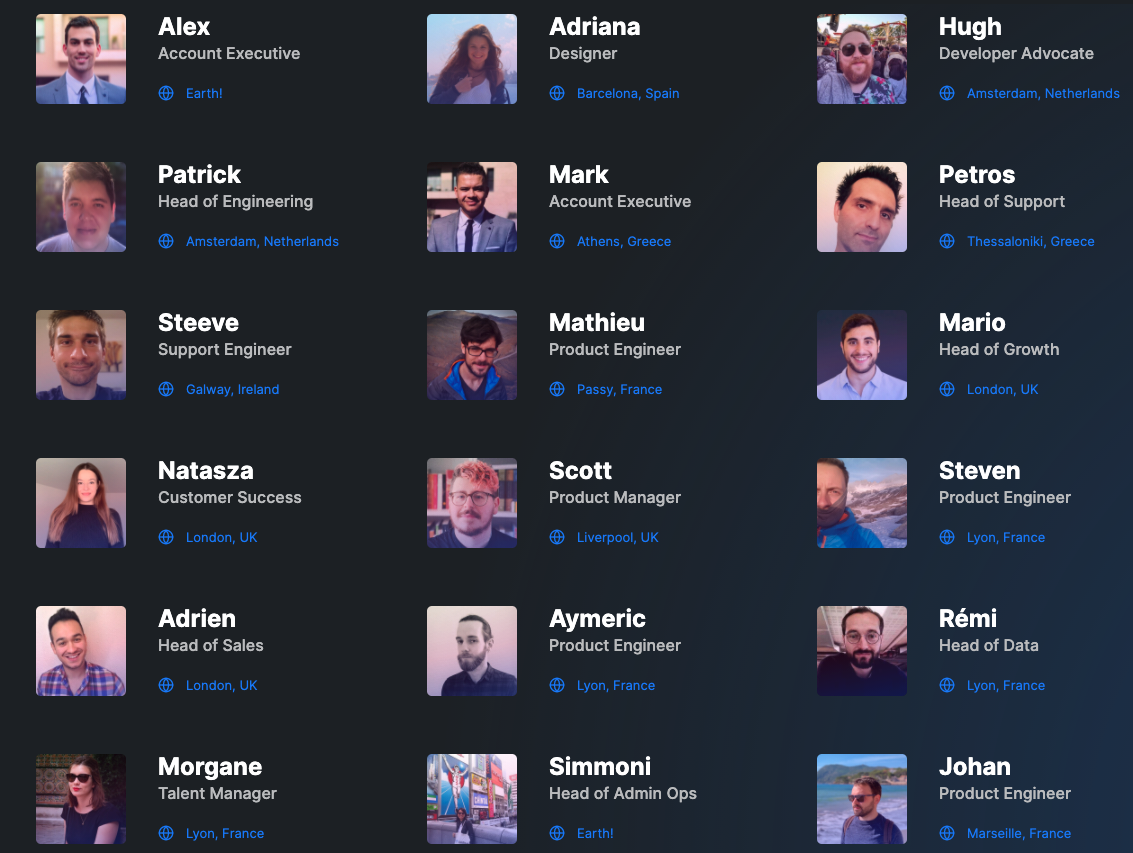 Alex
Account Executive
Earth!
Adriana
Designer
Barcelona, Spain
Hugh
Developer Advocate
Amsterdam, Netherlands
Patrick
Head of Engineering
Amsterdam, Netherlands
Mark
Account Executive
Athens, Greece
Petros
Head of Support
Thessaloniki, Greece
Steeve
Support Engineer
Galway, Ireland
Mathieu
Product Engineer
Passy, France
Mario
Head of Growth
London, UK
Natasza
Customer Success
London, UK
Scott
Product Manager
Liverpool, UK
Steven
Product Engineer
Lyon, France
Adrien
Head of Sales
London, UK
Aymeric
Product Engineer
Lyon, France
Rémi
Head of Data
Lyon, France
Morgane
Talent Manager
Lyon, France
Simmoni
Head of Admin Ops
Earth!
Johan
Product Engineer
Marseille, France